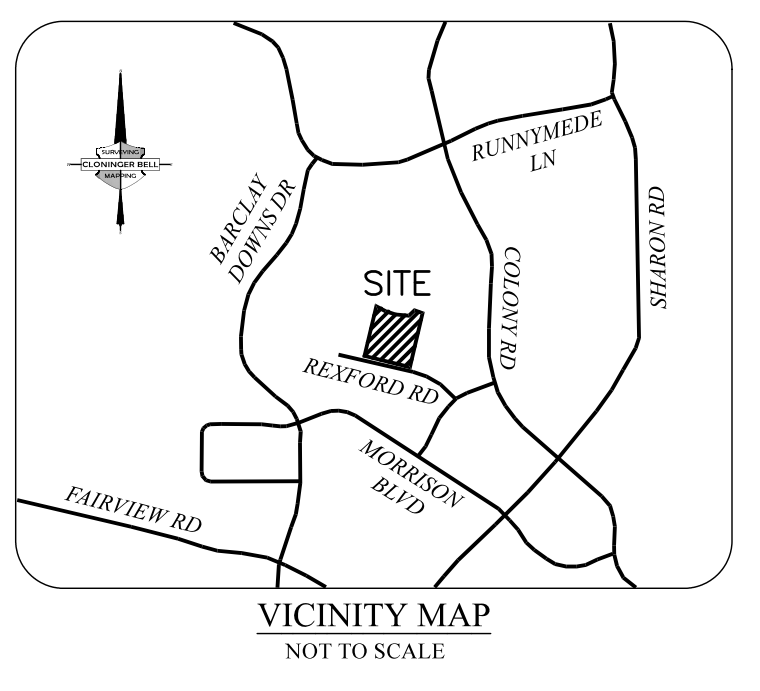 SURVEYING
CLONINGER BELL
MAPPING
RUNNYMEDE
LN
BARCLAY
DOWNS DR
SHARON RD
COLONY RD
SITE
REXFORD RD
MORRISON
BLVD
FAIRVIEW RD
VICINITY MAP
NOT TO SCALE